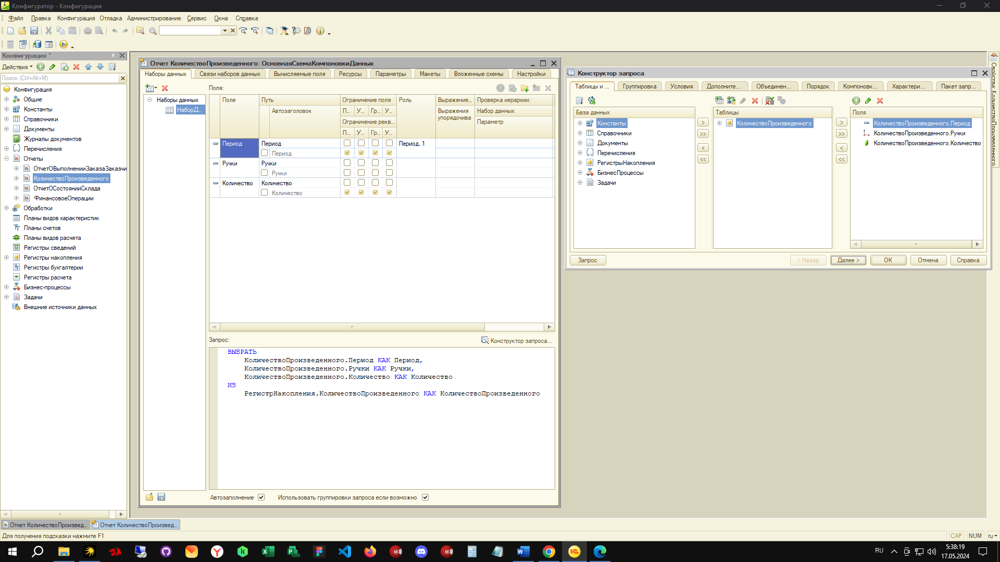 Конфигуратор - Конфигурация
Файл Правка Конфигурация Отладка Администрирование Сервис Окна Справка
Конфигурация *
Действия
Поиск (Ctrl+Alt+M)
Конфигурация
Общие
Константы
Справочники
Документы
Журналы документов
Перечисления
Отчеты
ОтчетОВыполненииЗаказаЗаказчи
КоличествоПроизведенного
ОтчетОСостоянииСклада
ФинансовоеОперации
Обработки
Планы видов характеристик
Планы счетов
Планы видов расчета
Регистры сведений
Регистры накопления
Регистры бухгалтерии
Регистры расчета
Бизнес-процессы
Задачи
Внешние источники данных
Отчет КоличествоПроизведенного: ОсновнаяСхемаКомпоновкиДанных
Наборы данных Связи наборов данных Вычисляемые поля Ресурсы Параметры Макеты Вложенные схемы Настройки
Наборы данных
НаборД...
Поля:
Поле Путь Ограничение поля Роль Выражение... Проверка иерархии:
Автозаголовок П... У... Гр... У... Выражения упорядочива Набор данных
Ограничение рекв... Параметр
П... У... Гр... У...
Период Период Период, 1
Период
Ручки Ручки
Ручки
Количество Количество
Количество
Запрос: Конструктор запроса...
ВЫБРАТЬ
КоличествоПроизведенного.Период КАК Период,
КоличествоПроизведенного.Ручки КАК Ручки,
КоличествоПроизведенного.Количество КАК Количество
ИЗ
РегистрНакопления.КоличествоПроизведенного КАК КоличествоПроизведенного
Автозаполнение Использовать группировки запроса если возможно
Конструктор запроса
Таблицы и ... Группировка Условия Дополните... Объединен... Порядок Компоновк... Характери... Пакет запр...
База данных
Константы
Справочники
Документы
Перечисления
РегистрыНакопления
БизнесПроцессы
Задачи
>
>>
<
<<
Таблицы
КоличествоПроизведенного
>
>>
<
<<
Поля
КоличествоПроизведенного.Период
КоличествоПроизведенного.Ручки
КоличествоПроизведенного.Количество
Запрос < Назад Далее > ОК Отмена Справка
Свойства: КоличествоПроизведенного
Отчет КоличествоПроизвед... Отчет КоличествоПроизвед...
Для получения подсказки нажмите F1
CAP NUM ru
RU
5:38:19
17.05.2024